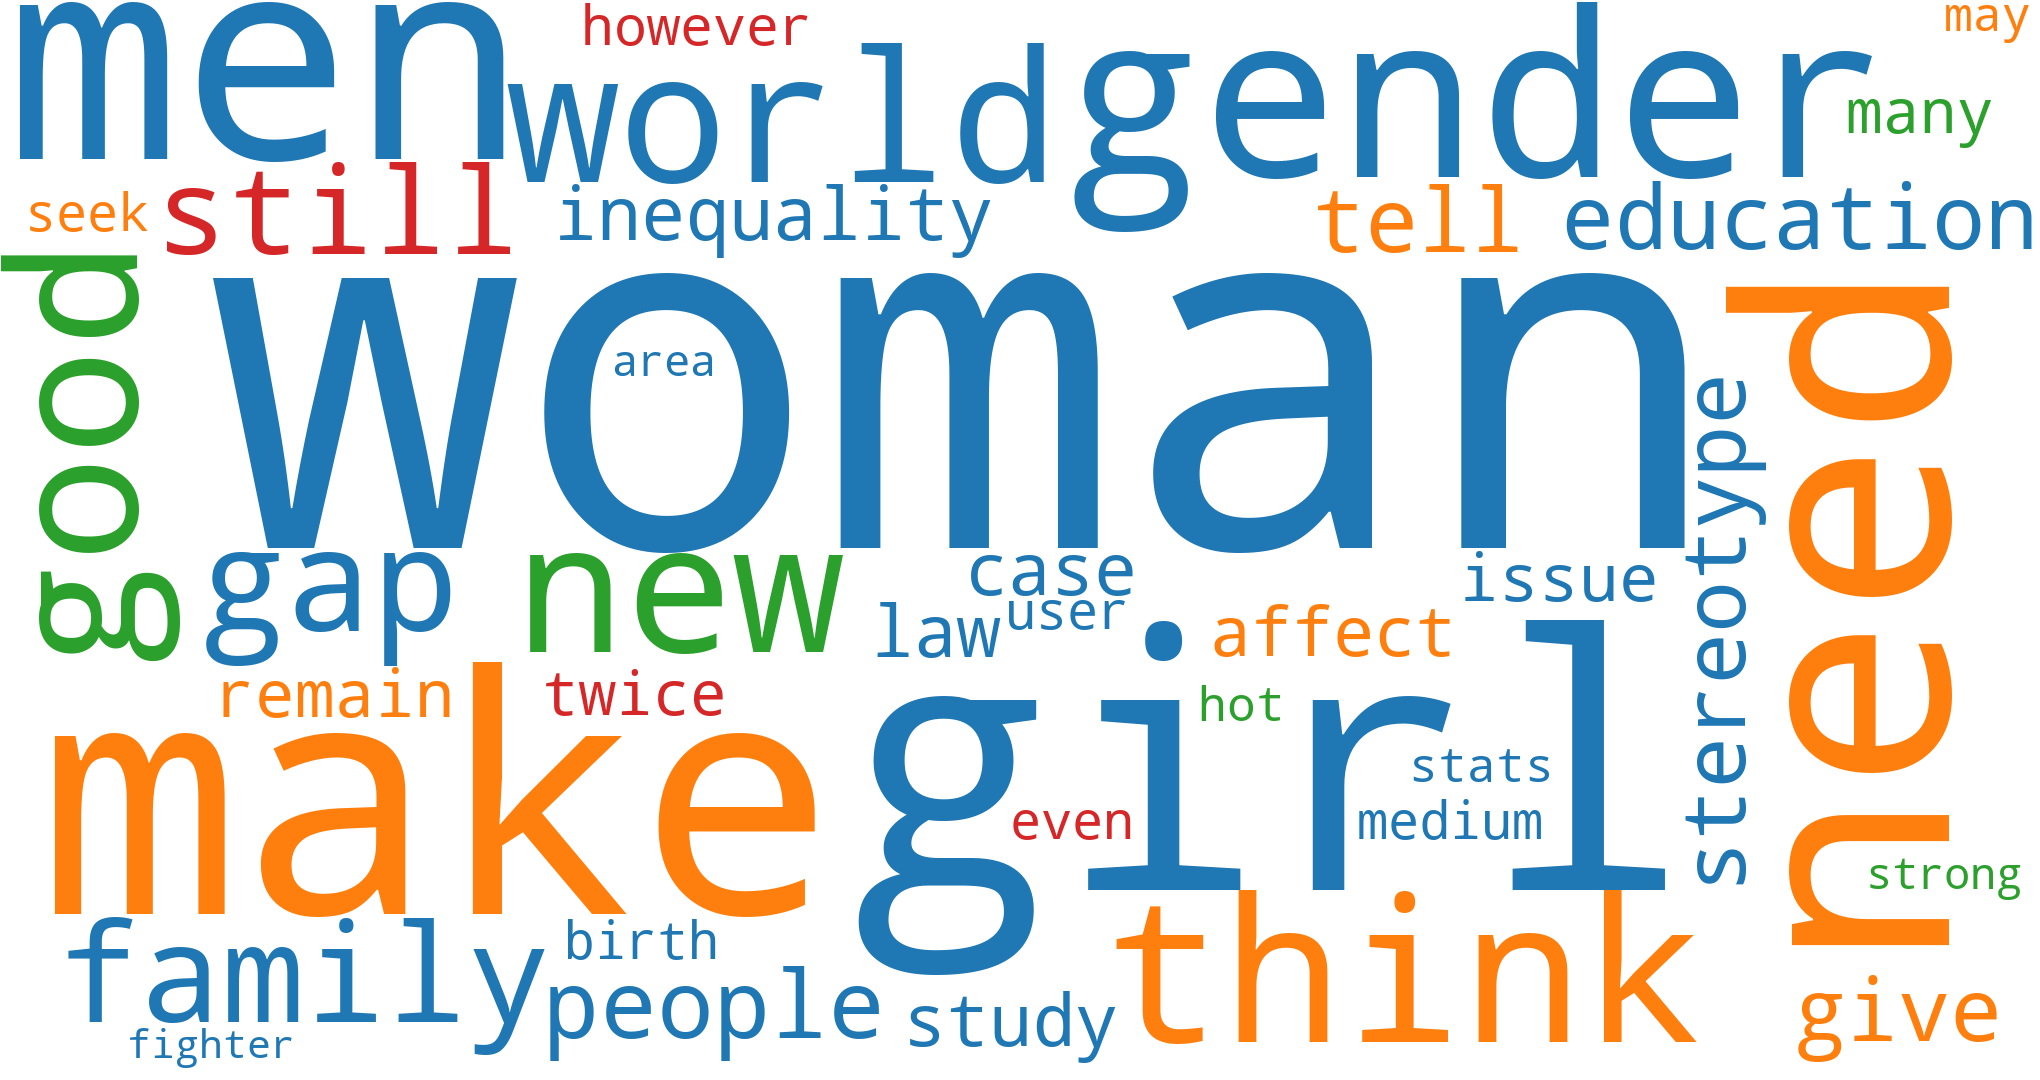 men
however
world
gender
may
many
seek
still
inequality
tell
education
good
woman
area
need
stereotype
gap
new
case
issue
law
user
affect
remain
twice
girl
hot
make
stats
even
medium
strong
family
birth
think
people
study
give
fighter